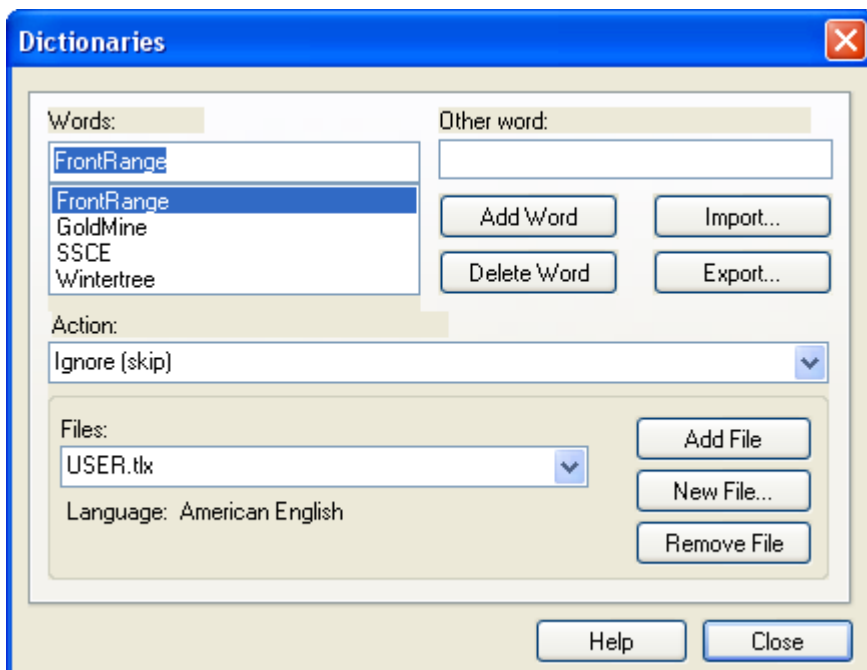 Dictionaries
Words:
Other word:
FrontRange
FrontRange
GoldMine
SSCE
Wintertree
Add Word
Import...
Delete Word
Export...
Action:
Ignore (skip)
Files:
USER.tlx
Language: American English
Add File
New File...
Remove File
Help
Close